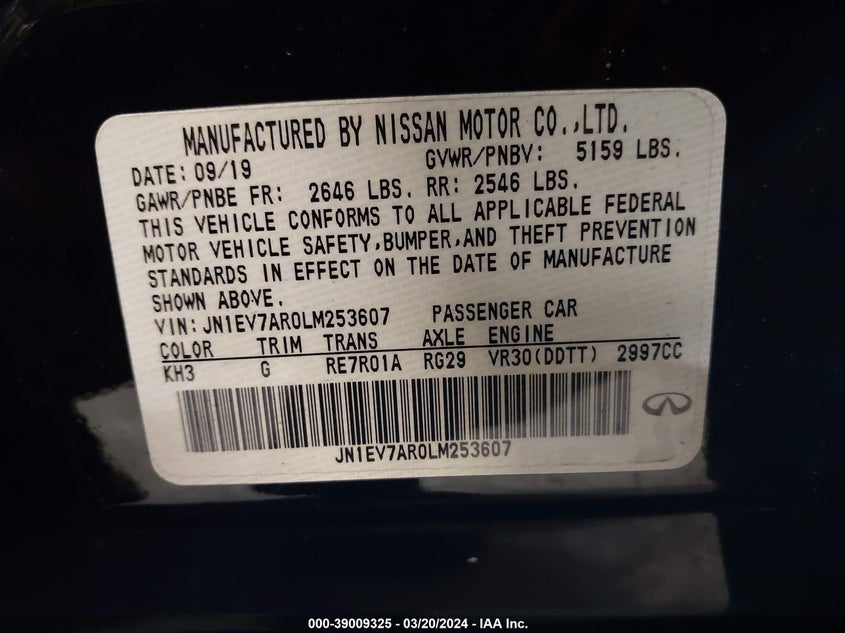 MANUFACTURED BY NISSAN MOTOR CO.,LTD.
DATE: 09/19 GVWR/PNBV: 5159 LBS.
GAWR/PNBE FR: 2646 LBS. RR: 2546 LBS.
THIS VEHICLE CONFORMS TO ALL APPLICABLE FEDERAL
MOTOR VEHICLE SAFETY,BUMPER,AND THEFT PREVENTION
STANDARDS IN EFFECT ON THE DATE OF MANUFACTURE
SHOWN ABOVE.
VIN: JN1EV7AR0LM253607 PASSENGER CAR
COLOR TRIM TRANS AXLE ENGINE
KH3 G RE7R01A RG29 VR30(DDTT) 2997CC
JN1EV7AR0LM253607
000-39009325 - 03/20/2024 - IAA Inc.